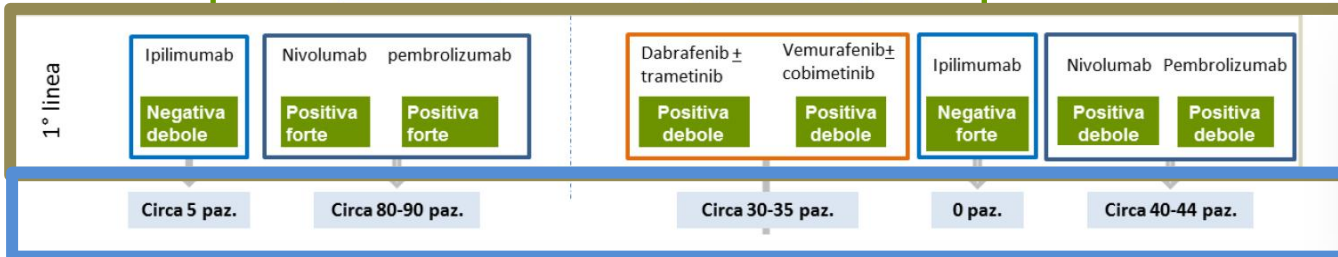 1° linea
Ipilimumab
Negativa
debole
Nivolumab pembrolizumab
Positiva
forte
Positiva
forte
Dabrafenib ±
trametinib
Positiva
debole
Vemurafenib±
cobimetinib
Positiva
debole
Ipilimumab
Negativa
forte
Nivolumab Pembrolizumab
Positiva
debole
Positiva
debole
Circa 5 paz.
Circa 80-90 paz.
Circa 30-35 paz.
0 paz.
Circa 40-44 paz.